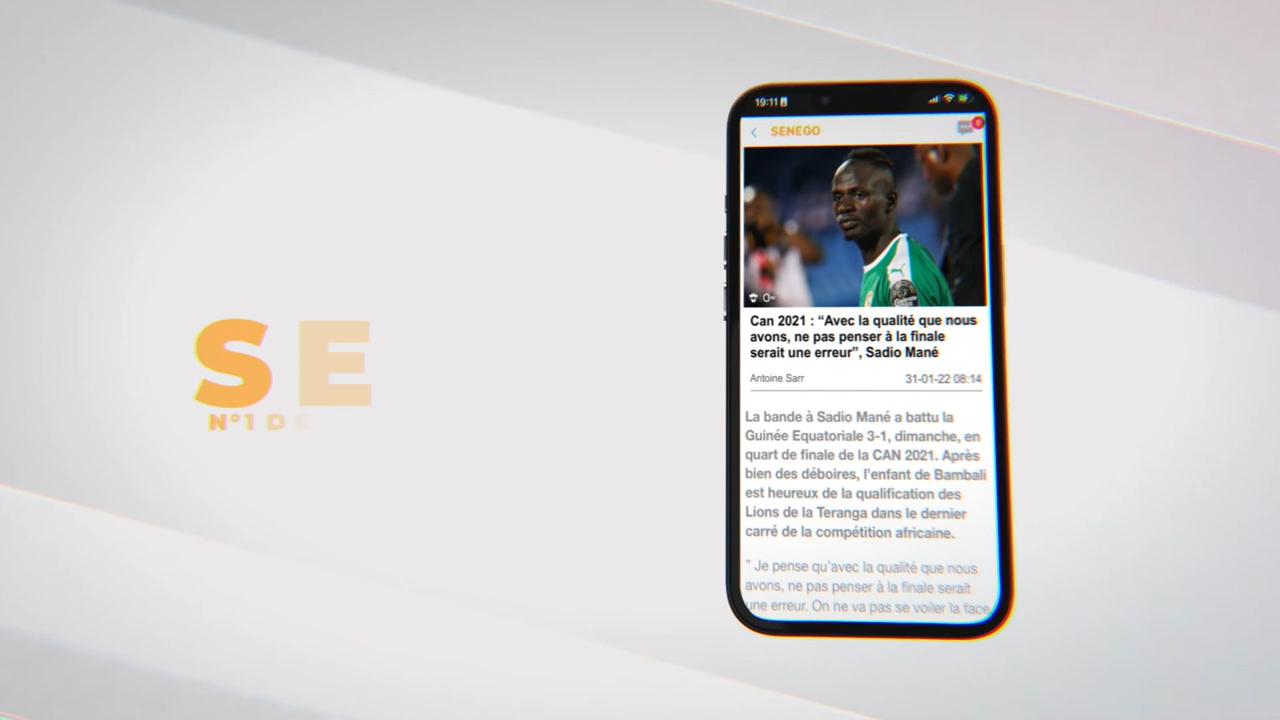 SE
N°1 DE
19:11
SENEGO
0
Can 2021 : “Avec la qualité que nous
avons, ne pas penser à la finale
serait une erreur”, Sadio Mané
Antoine Sarr 31-01-22 08:14
La bande à Sadio Mané a battu la
Guinée Equatoriale 3-1, dimanche, en
quart de finale de la CAN 2021. Après
bien des déboires, l’enfant de Bambali
est heureux de la qualification des
Lions de la Teranga dans le dernier
carré de la compétition africaine.
" Je pense qu’avec la qualité que nous
avons, ne pas penser à la finale serait
une erreur. On ne va pas se voiler la face